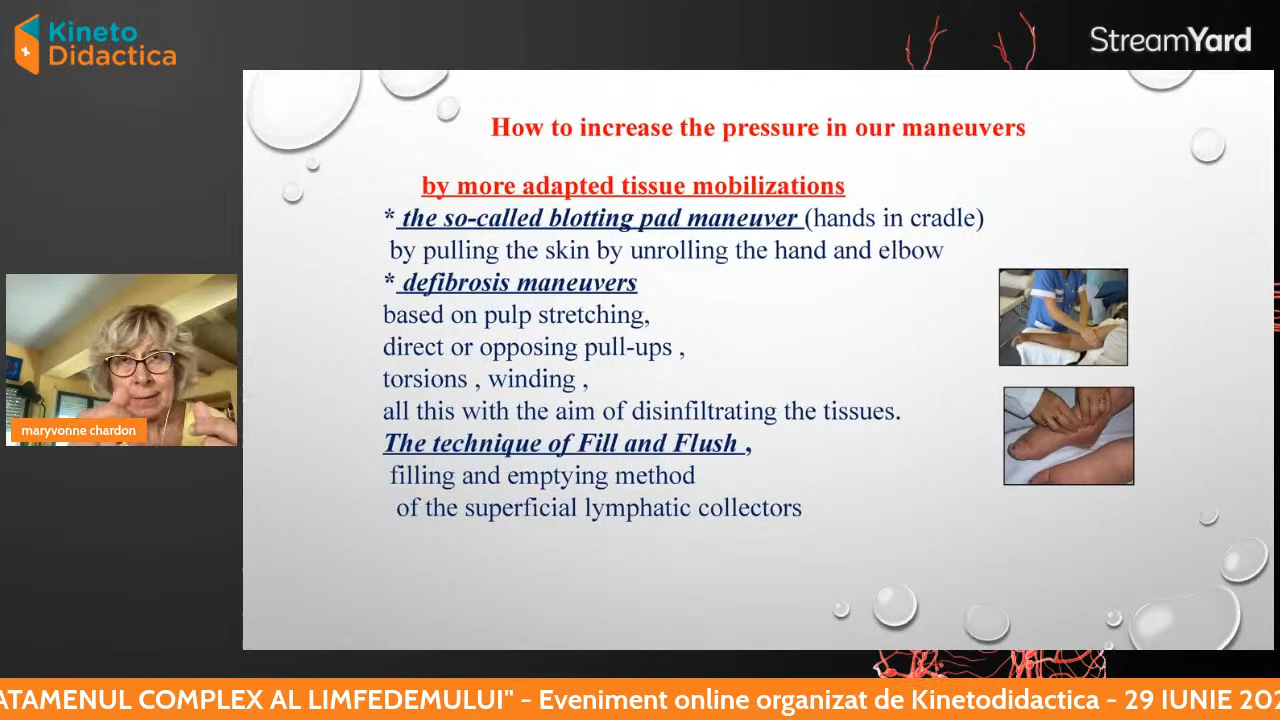 Kineto
Didactica
StreamYard
How to increase the pressure in our maneuvers
by more adapted tissue mobilizations
* the so-called blotting pad maneuver (hands in cradle)
by pulling the skin by unrolling the hand and elbow
* defibrosis maneuvers
based on pulp stretching,
direct or opposing pull-ups ,
torsions , winding ,
all this with the aim of disinfiltrating the tissues.
The technique of Fill and Flush ,
filling and emptying method
of the superficial lymphatic collectors
maryvonne chardon
ATAMENUL COMPLEX AL LIMFEDEMULUI" - Eveniment online organizat de Kinetodidactica - 29 IUNIE 202